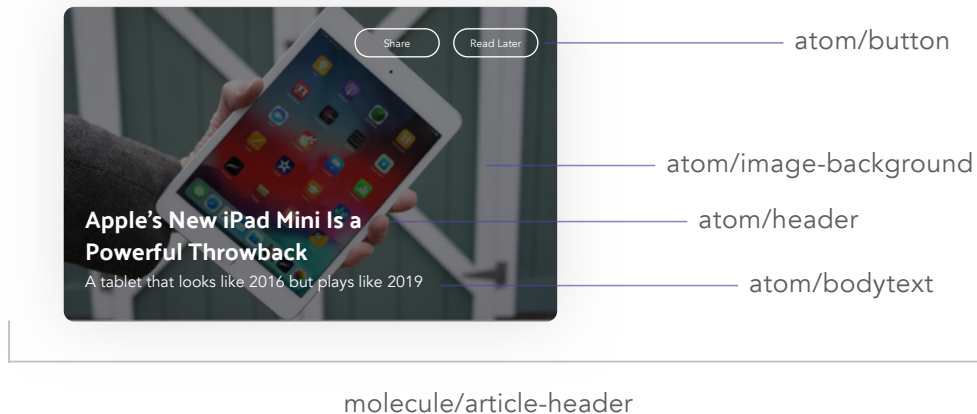 Share
Read Later
atom/button
atom/image-background
Apple's New iPad Mini Is a
Powerful Throwback
atom/header
A tablet that looks like 2016 but plays like 2019
atom/bodytext
molecule/article-header